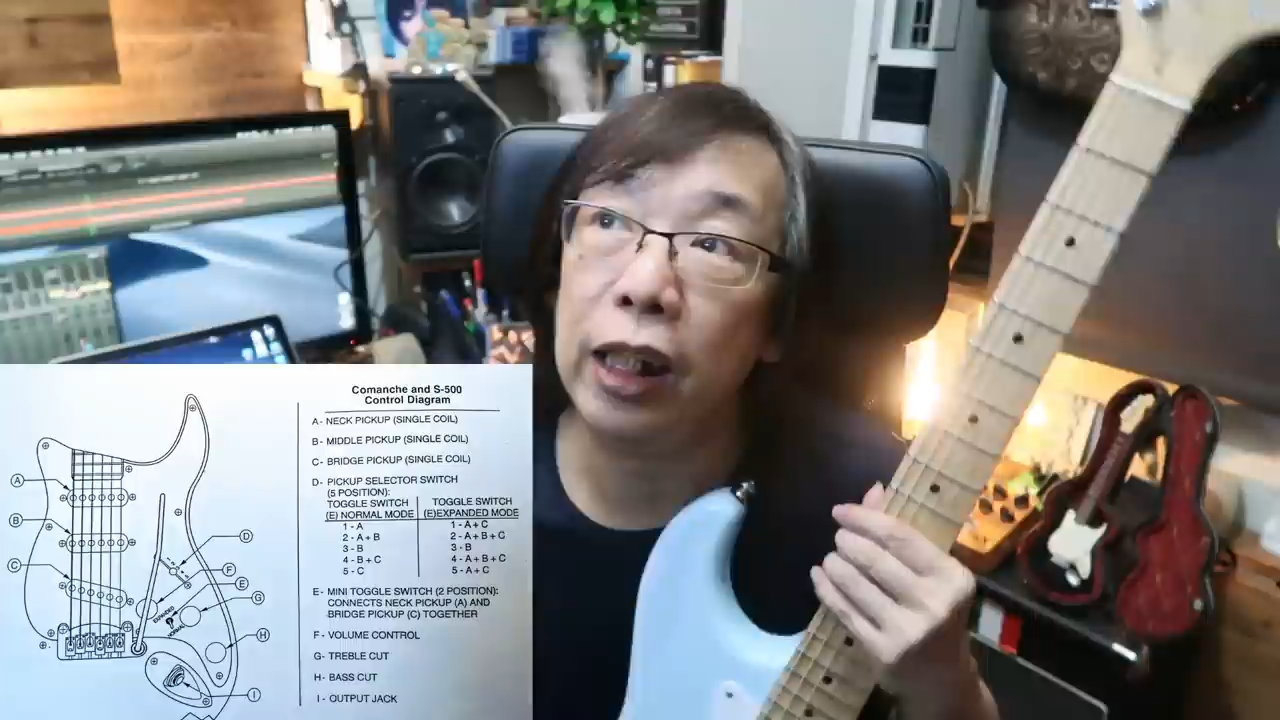 Comanche and S-500
Control Diagram
A- NECK PICKUP (SINGLE COIL)
B- MIDDLE PICKUP (SINGLE COIL)
C- BRIDGE PICKUP (SINGLE COIL)
D- PICKUP SELECTOR SWITCH
(5 POSITION):
TOGGLE SWITCH TOGGLE SWITCH
(E) NORMAL MODE (E)EXPANDED MODE
1 - A 1 - A + C
2 - A + B 2 - A + B + C
3 - B 3 - B
4 - B + C 4 - A + B + C
5 - C 5 - A + C
E- MINI TOGGLE SWITCH (2 POSITION):
CONNECTS NECK PICKUP (A) AND
BRIDGE PICKUP (C) TOGETHER
F- VOLUME CONTROL
G- TREBLE CUT
H- BASS CUT
I- OUTPUT JACK
A
B
C
D
F
E
G
H
I